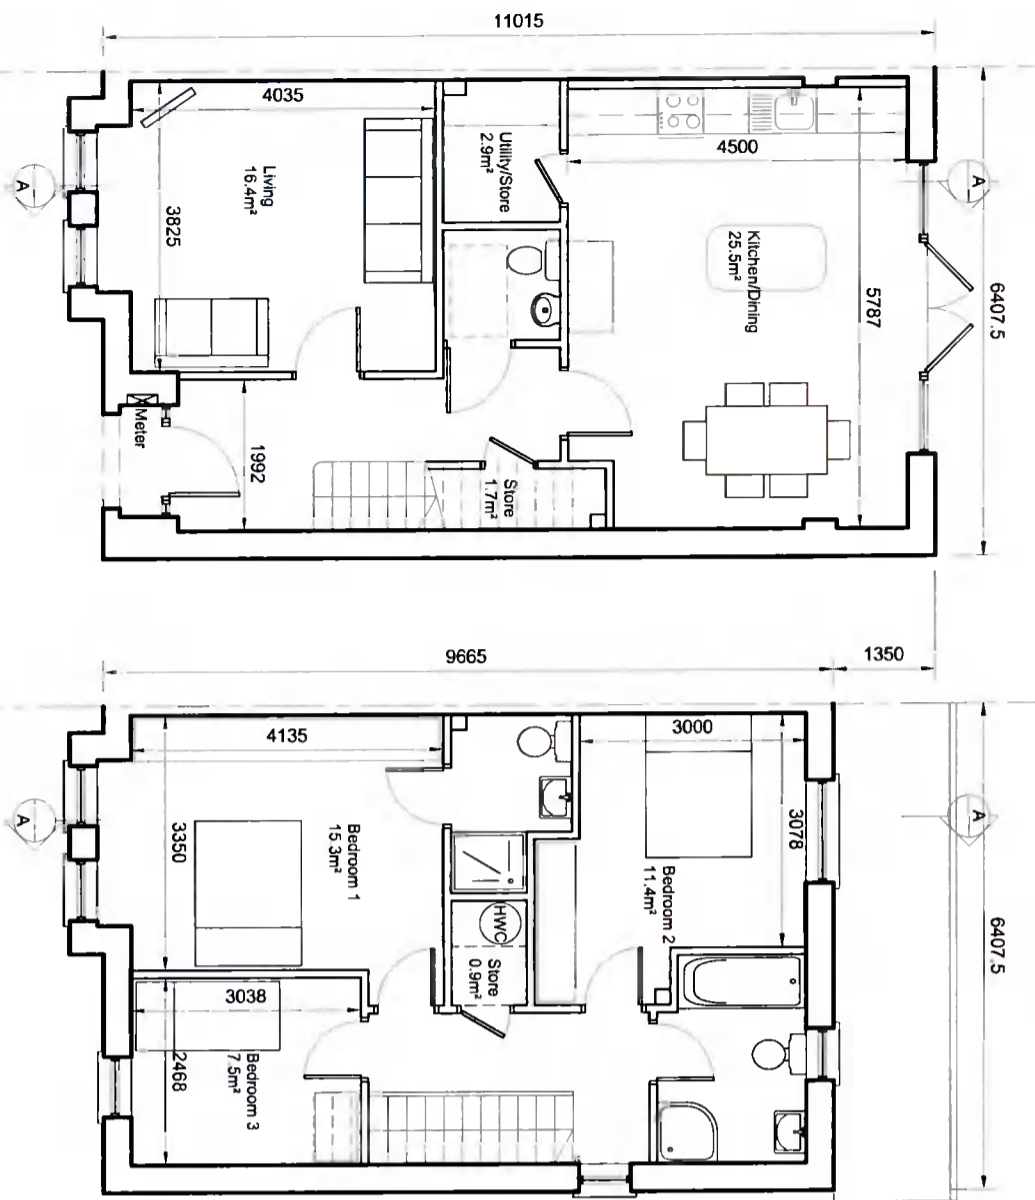 11015
4035
Living
16.4m²
3825
Utility/Store
2.9m²
4500
Kitchen/Dining
25.5m²
5787
6407.5
A
A
Meter
1992
Store
1.7m²
9665
1350
4135
3000
3350
Bedroom 1
15.3m²
3078
Bedroom 2
11.4m²
6407.5
A
A
HWC
Store
0.9m²
3038
2468
Bedroom 3
7.5m²